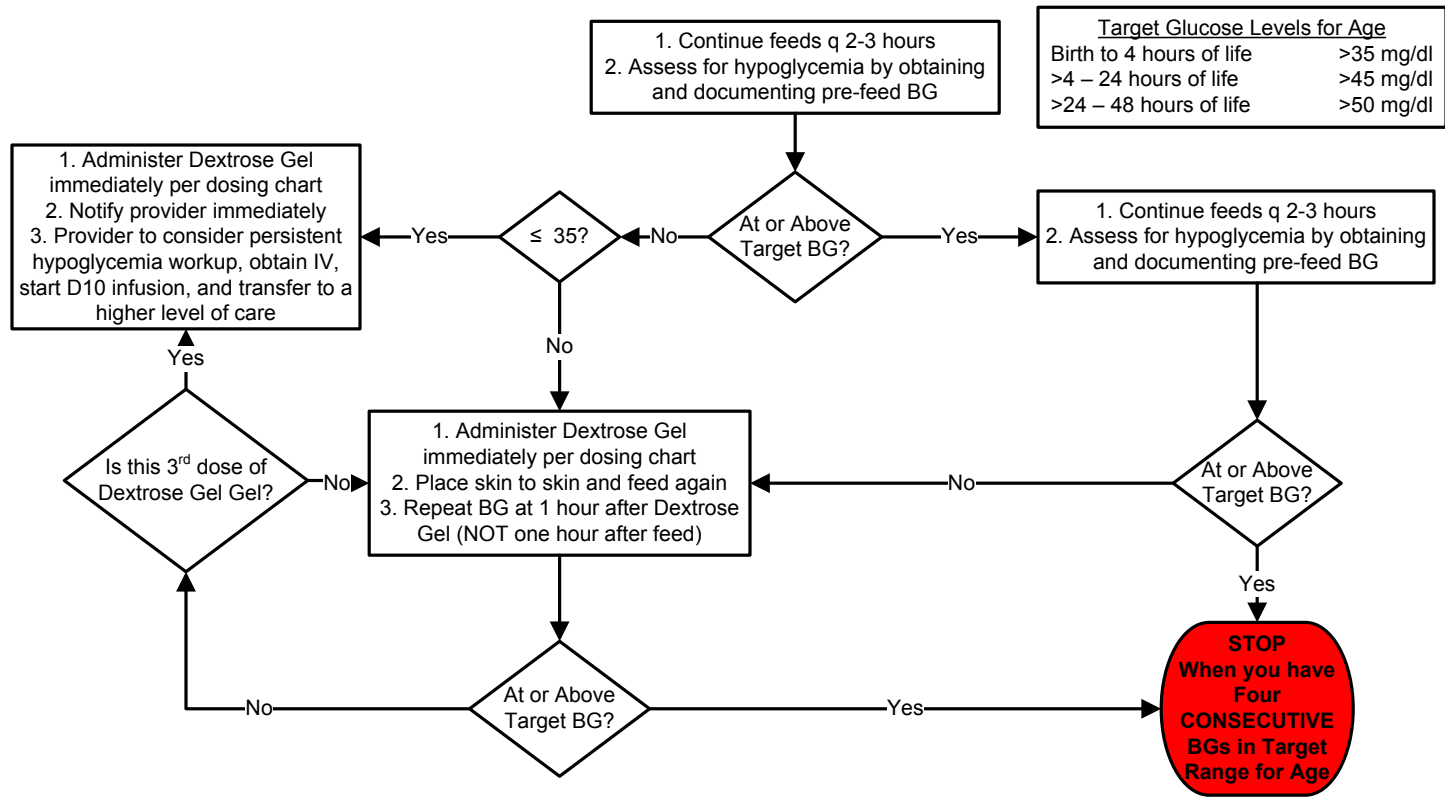 1. Continue feeds q 2-3 hours
2. Assess for hypoglycemia by obtaining
and documenting pre-feed BG
Target Glucose Levels for Age
Birth to 4 hours of life >35 mg/dl
>4 – 24 hours of life >45 mg/dl
>24 – 48 hours of life >50 mg/dl
1. Administer Dextrose Gel
immediately per dosing chart
2. Notify provider immediately
3. Provider to consider persistent
hypoglycemia workup, obtain IV,
start D10 infusion, and transfer to a
higher level of care
Yes
≤ 35?
No
At or Above
Target BG?
Yes
1. Continue feeds q 2-3 hours
2. Assess for hypoglycemia by obtaining
and documenting pre-feed BG
No
Yes
Is this 3rd dose of
Dextrose Gel Gel?
No
1. Administer Dextrose Gel
immediately per dosing chart
2. Place skin to skin and feed again
3. Repeat BG at 1 hour after Dextrose
Gel (NOT one hour after feed)
No
At or Above
Target BG?
Yes
No
At or Above
Target BG?
Yes
STOP
When you have
Four
CONSECUTIVE
BGs in Target
Range for Age